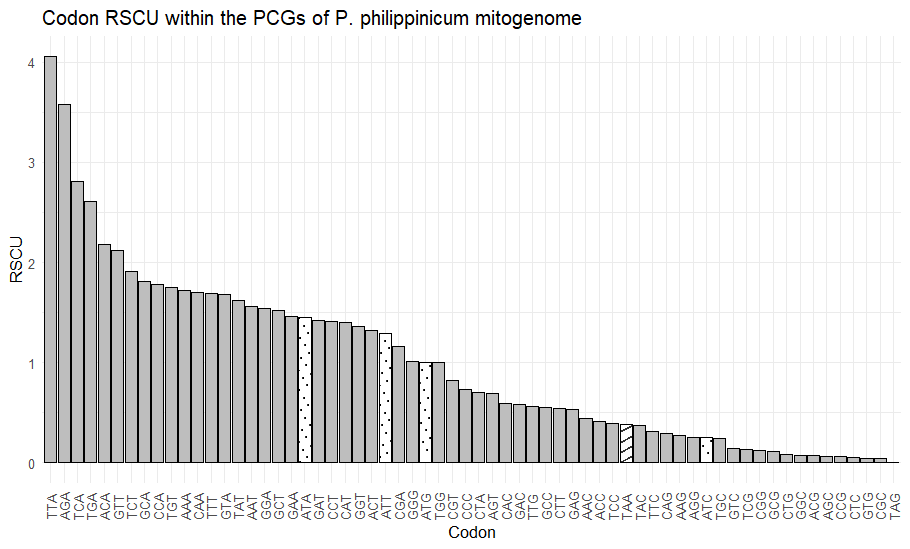 Codon RSCU within the PCGs of P. philippinicum mitogenome
RSCU
4
3
2
1
0
TTA
AGA
TCA
TGA
ACA
GTT
TCT
GCA
CCA
TGT
AAA
CAA
TTT
GTA
TAT
AAT
GGA
GCT
GAA
ATA
GAT
CCT
CAT
GGT
ACT
ATT
CGA
GGG
ATG
TGG
CGT
CCC
CTA
AGT
CAC
GAC
TTG
GCC
CTT
GAG
AAC
ACC
TCC
TAA
TAC
TTC
CAG
AAG
AGG
ATC
TGC
GTC
TCG
CGG
GCG
CTG
GGC
ACG
AGC
CCG
CTC
GTG
CGC
TAG
Codon